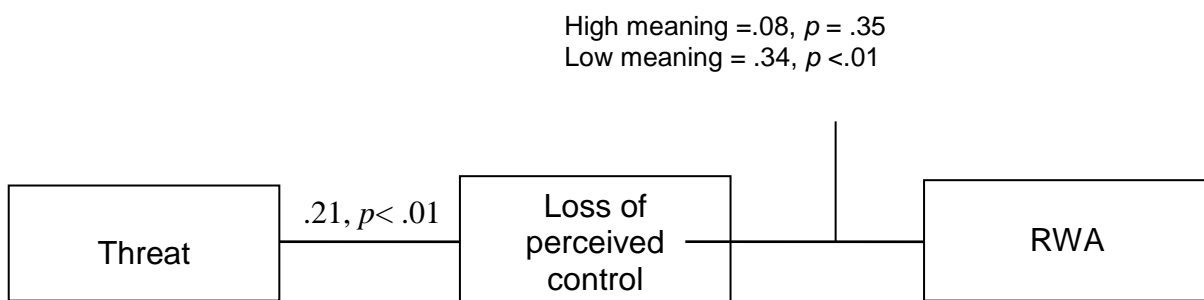 High meaning =.08, p = .35
Low meaning = .34, p <.01
Threat
.21, p< .01
Loss of
perceived
control
RWA